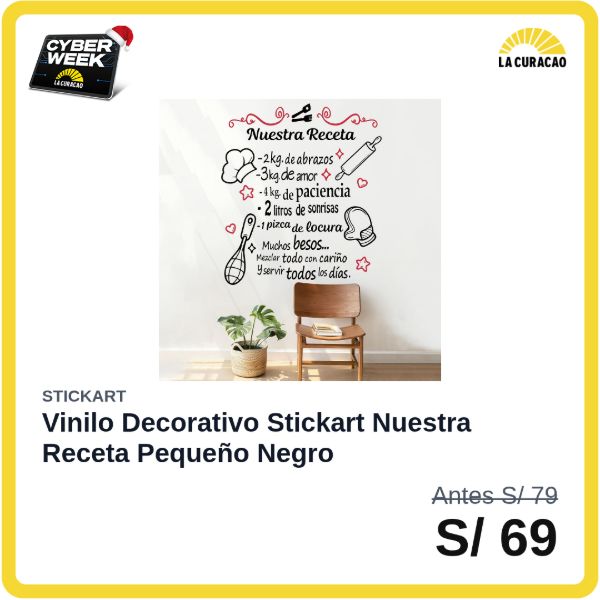 CYBER
WEEK
LA CURACAO
LA CURACAO
Nuestra Receta
-2kg. de abrazos
-3kg. de amor
-4 kg. de paciencia
- 2 litros de sonrisas
-1 pizca de locura
Muchos besos...
Mezclar todo con cariño
Y servir todos los días.
STICKART
Vinilo Decorativo Stickart Nuestra
Receta Pequeño Negro
Antes S/ 79
S/ 69